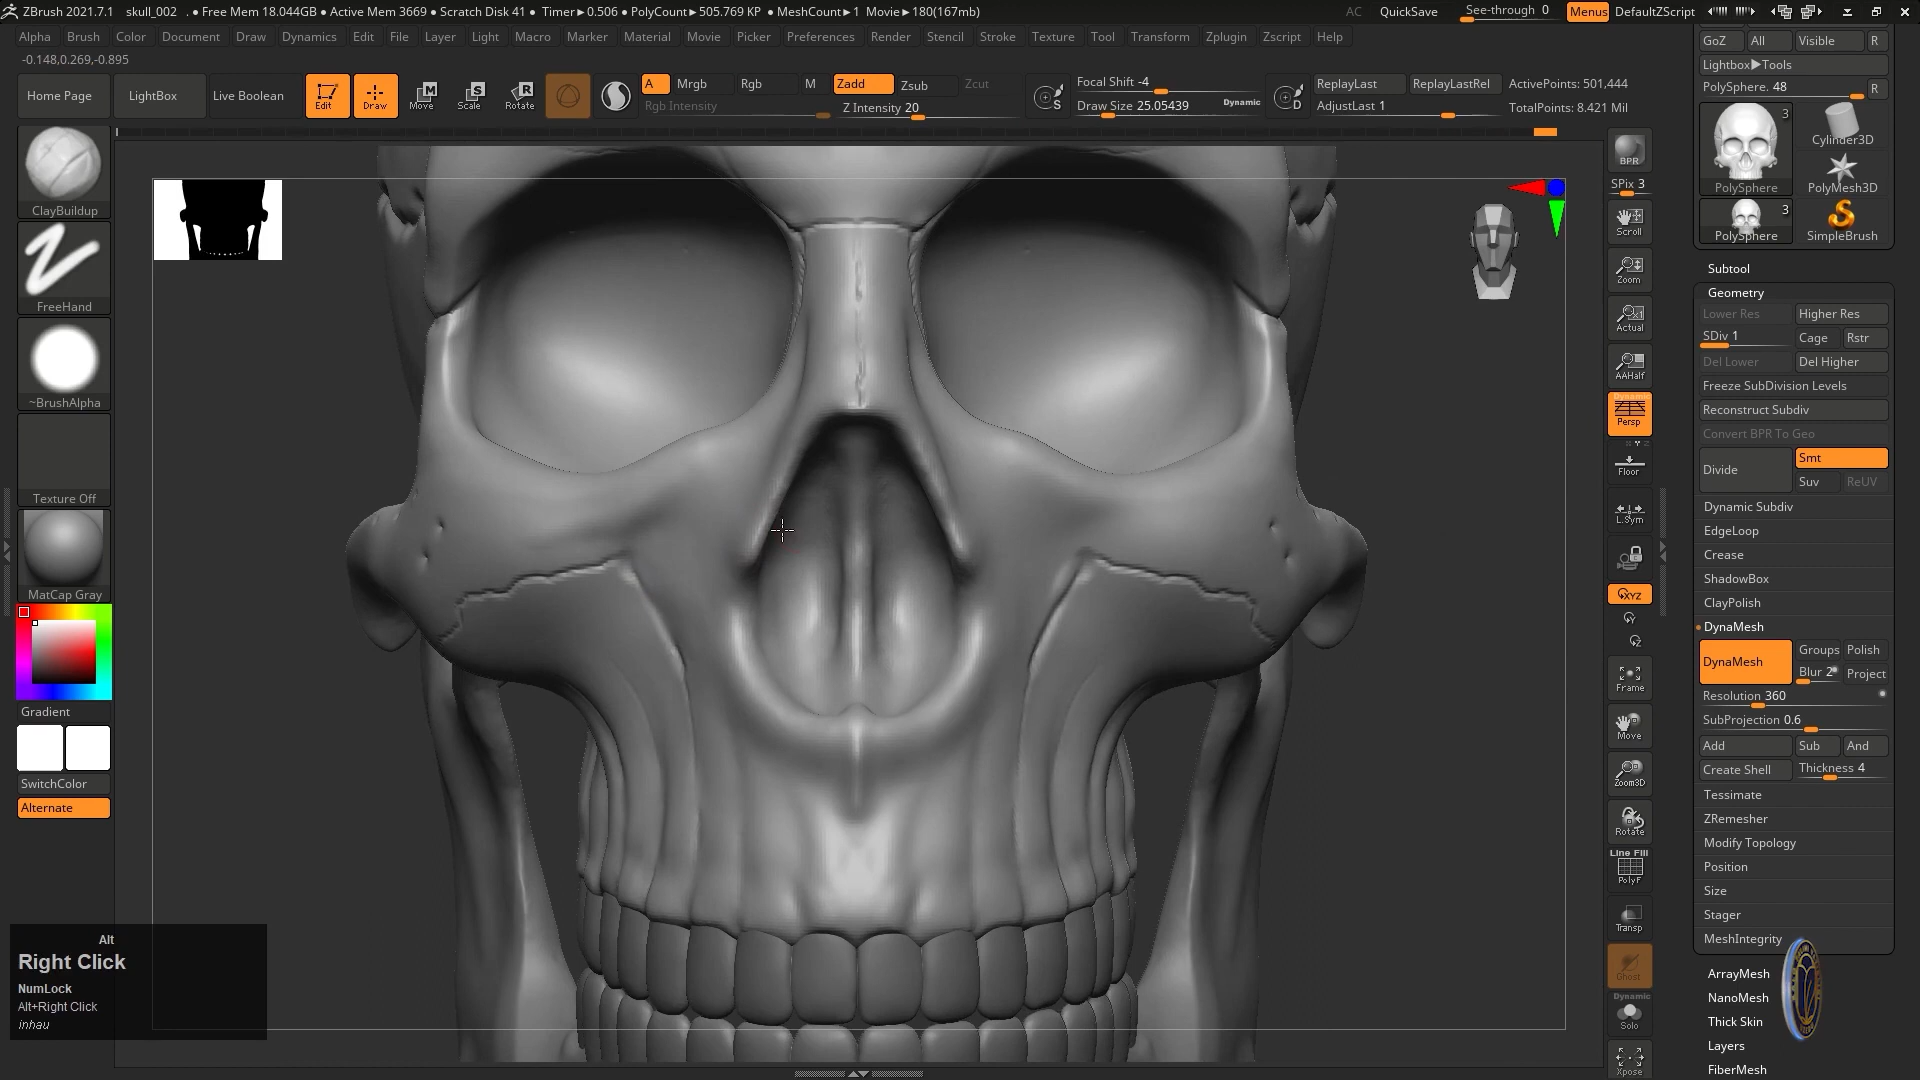 ZBrush 2021.7.1 skull_002 . ● Free Mem 18.044GB ● Active Mem 3669 ● Scratch Disk 41 ● Timer►0.506 ● PolyCount►505.769 KP ● MeshCount►1 Movie►180(167mb) AC QuickSave See-through 0 Menus DefaultZScript
Alpha Brush Color Document Draw Dynamics Edit File Layer Light Macro Marker Material Movie Picker Preferences Render Stencil Stroke Texture Tool Transform Zplugin Zscript Help
-0.148,0.269,-0.895
Home Page LightBox Live Boolean Edit Draw Move Scale Rotate A Mrgb Rgb M Zadd Zsub Zcut Focal Shift -4 ReplayLast ReplayLastRel ActivePoints: 501,444
Rgb Intensity Z Intensity 20 Draw Size 25.05439 Dynamic AdjustLast 1 TotalPoints: 8.421 Mil
M
S
R
S
D
ClayBuildup
FreeHand
~BrushAlpha
Texture Off
MatCap Gray
Gradient
SwitchColor
Alternate
Alt
Right Click
NumLock
Alt+Right Click
inhau
BPR
SPix 3
Scroll
Zoom
Actual
AAHalf
Dynamic
Persp
Floor
L.Sym
XYZ
Y
Z
Frame
Move
Zoom3D
Rotate
Line Fill
PolyF
Transp
Ghost
Dynamic
Solo
Xpose
GoZ All Visible R
Lightbox►Tools
PolySphere. 48 R
3
PolySphere
Cylinder3D
PolyMesh3D
3
PolySphere
SimpleBrush
Subtool
Geometry
Lower Res Higher Res
SDiv 1 Cage Rstr
Del Lower Del Higher
Freeze SubDivision Levels
Reconstruct Subdiv
Convert BPR To Geo
Divide Smt
Suv ReUV
Dynamic Subdiv
EdgeLoop
Crease
ShadowBox
ClayPolish
DynaMesh
DynaMesh Groups Polish
Blur 2 Project
Resolution 360
SubProjection 0.6
Add Sub And
Create Shell Thickness 4
Tessimate
ZRemesher
Modify Topology
Position
Size
Stager
MeshIntegrity
ArrayMesh
NanoMesh
Thick Skin
Layers
FiberMesh